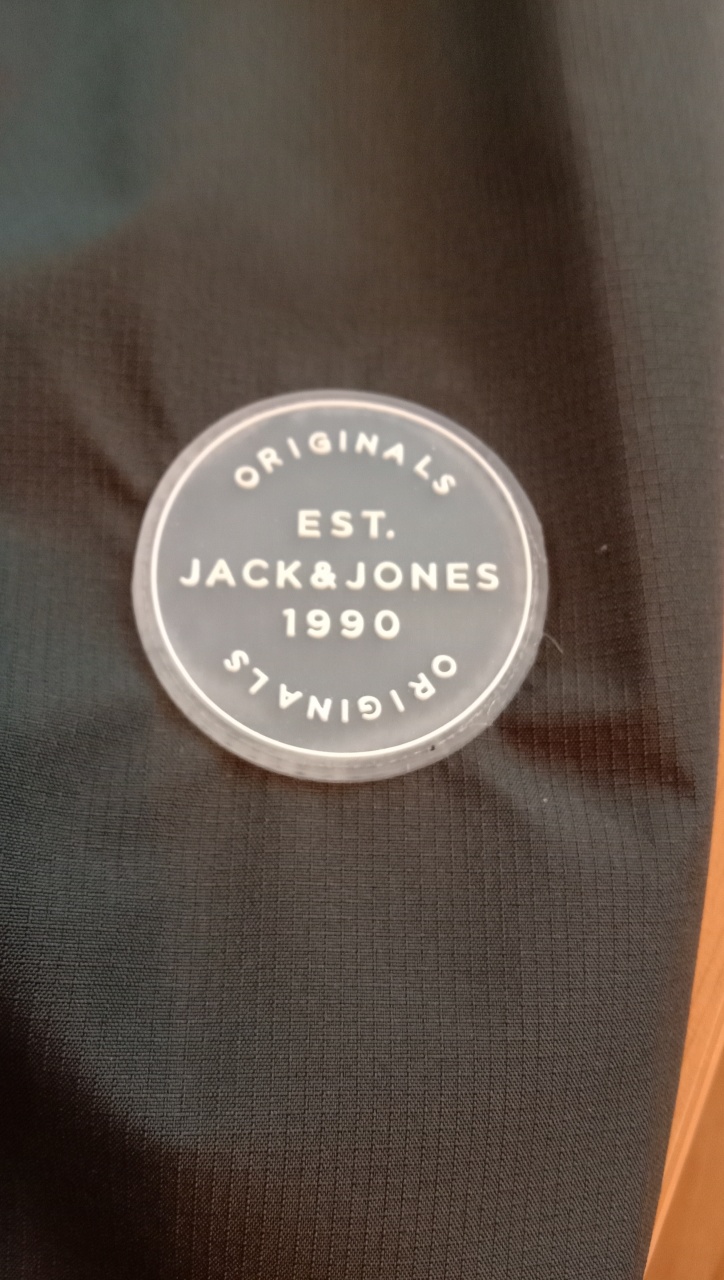 ORIGINALS
EST.
JACK&JONES
1990
ORIGINALS